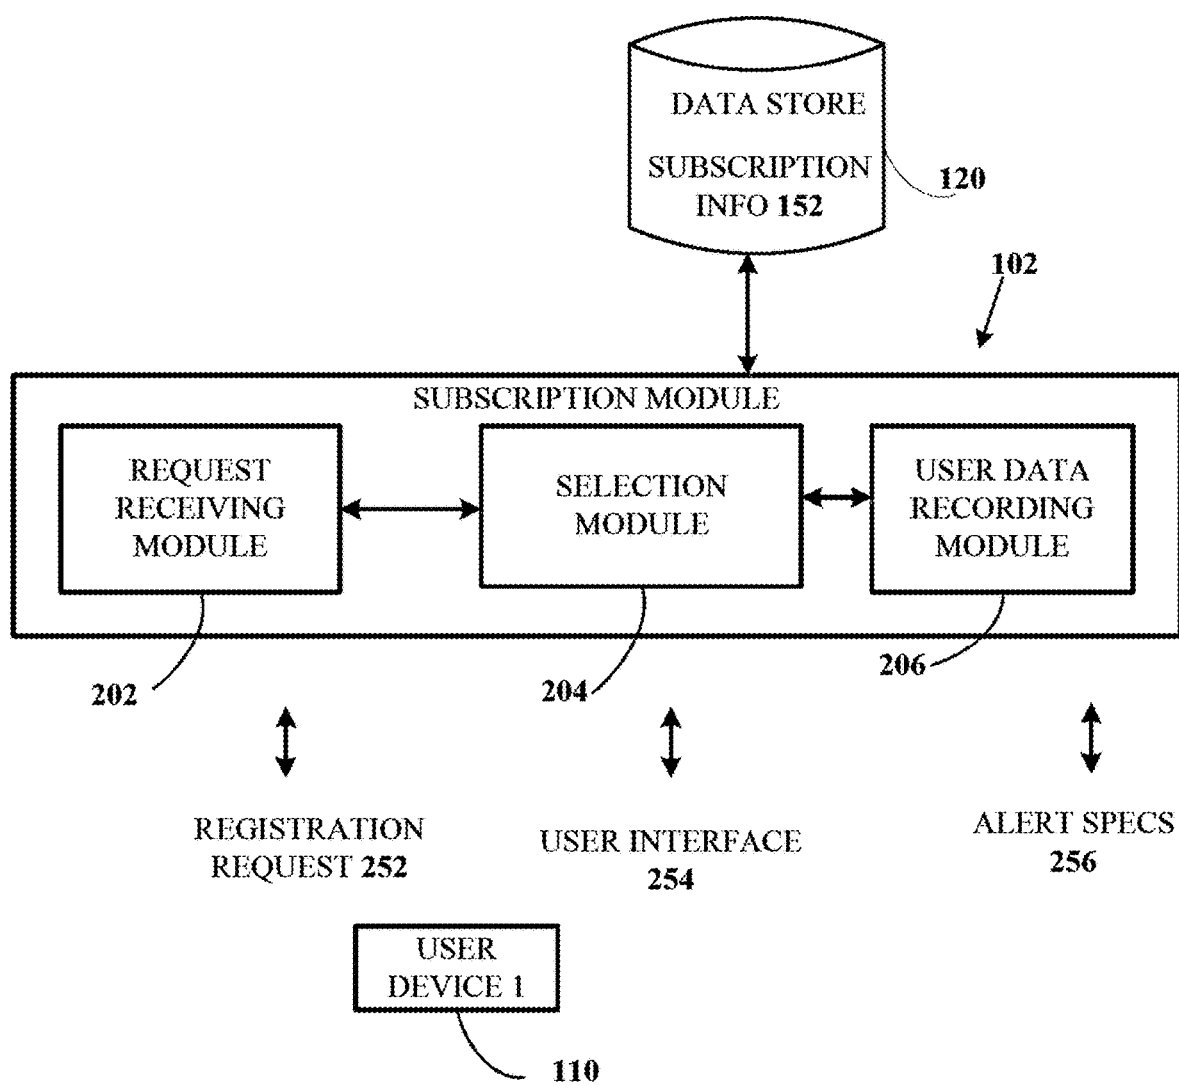 DATA STORE
SUBSCRIPTION
INFO 152
120
102
SUBSCRIPTION MODULE
REQUEST
RECEIVING
MODULE
SELECTION
MODULE
USER DATA
RECORDING
MODULE
202
204
206
REGISTRATION
REQUEST 252
USER INTERFACE
254
ALERT SPECS
256
USER
DEVICE 1
110